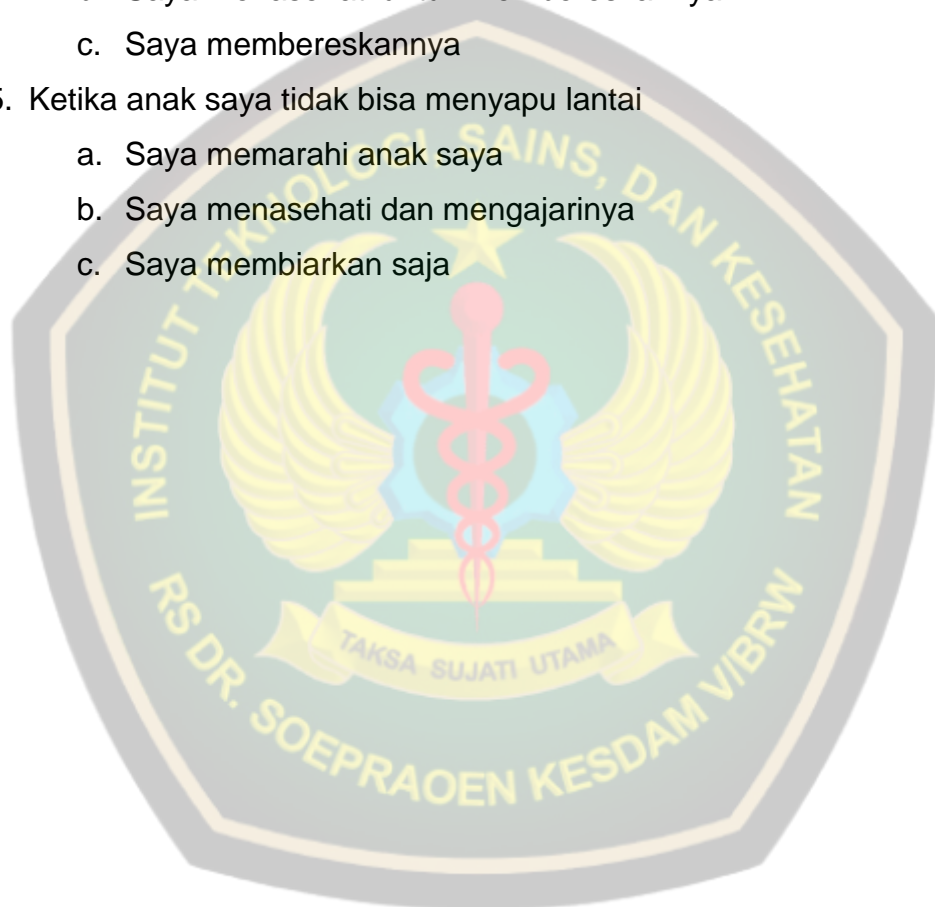 c. Saya membereskannya
5. Ketika anak saya tidak bisa menyapu lantai
a. Saya memarahi anak saya
b. Saya menasehati dan mengajarinya
c. Saya membiarkan saja
INSTITUT TEKNOLOGI, SAINS, DAN KESEHATAN
TAKSA SUJATI UTAMA
RS DR. SOEPRAOEN KESDAM V/BRW